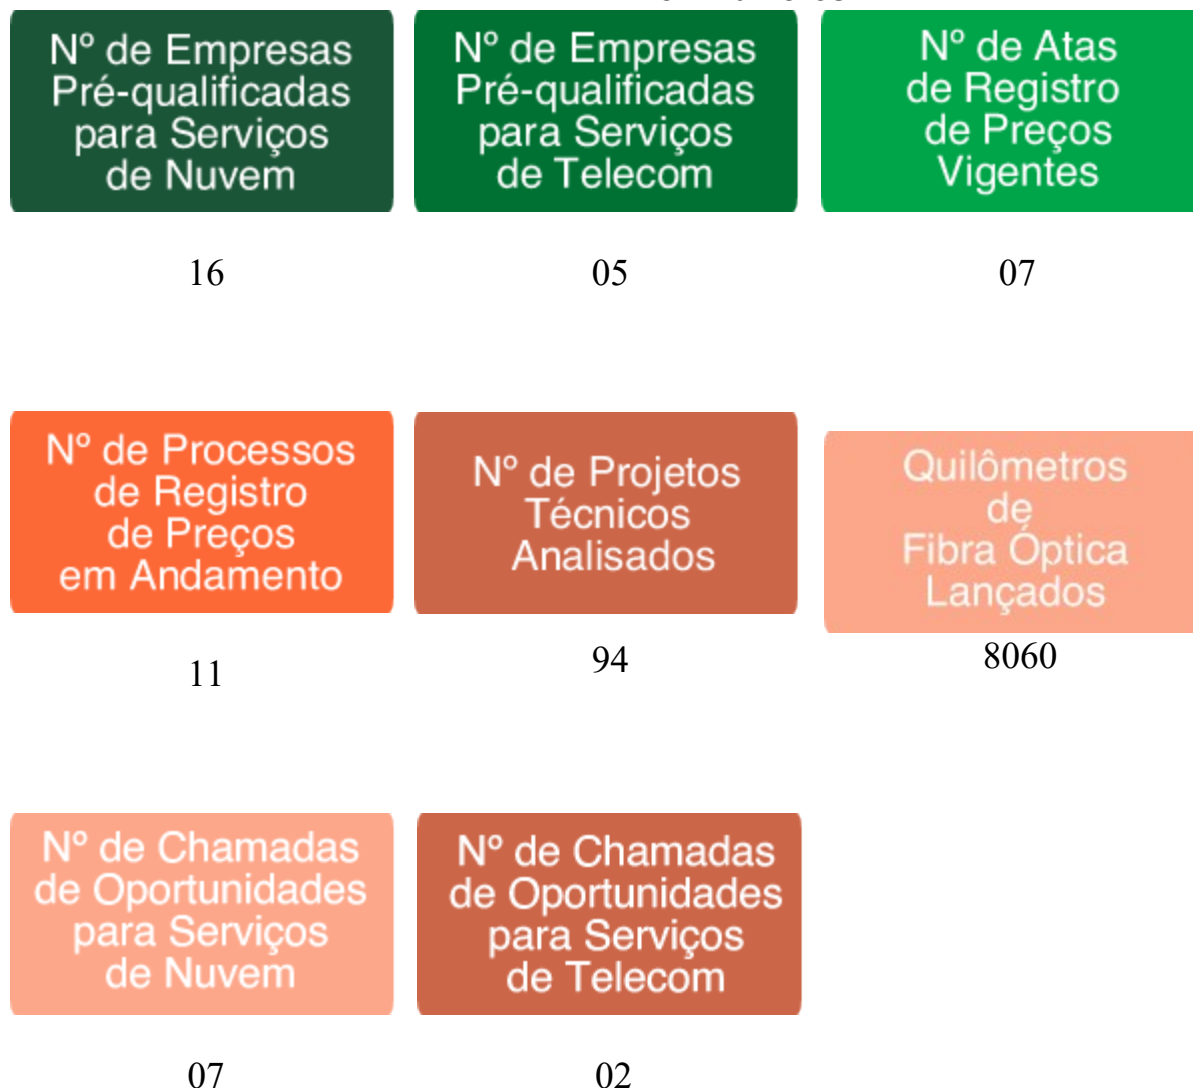 Nº de Empresas
Pré-qualificadas
para Serviços
de Nuvem
16
Nº de Empresas
Pré-qualificadas
para Serviços
de Telecom
05
Nº de Atas
de Registro
de Preços
Vigentes
07
Nº de Processos
de Registro
de Preços
em Andamento
11
Nº de Projetos
Técnicos
Analisados
94
Quilômetros
de
Fibra Óptica
Lançados
8060
Nº de Chamadas
de Oportunidades
para Serviços
de Nuvem
07
Nº de Chamadas
de Oportunidades
para Serviços
de Telecom
02